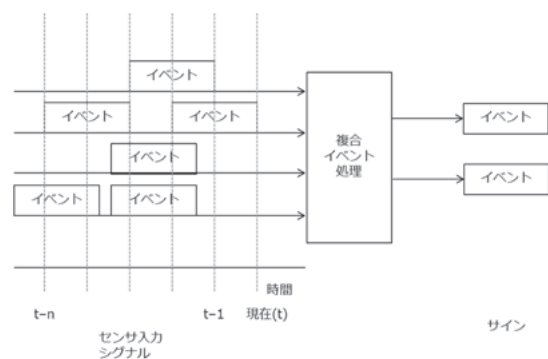 イベント
イベント
イベント
イベント
イベント
イベント
複合
イベント
処理
イベント
イベント
時間
t−n
t−1
現在(t)
センサ入力
シグナル
サイン